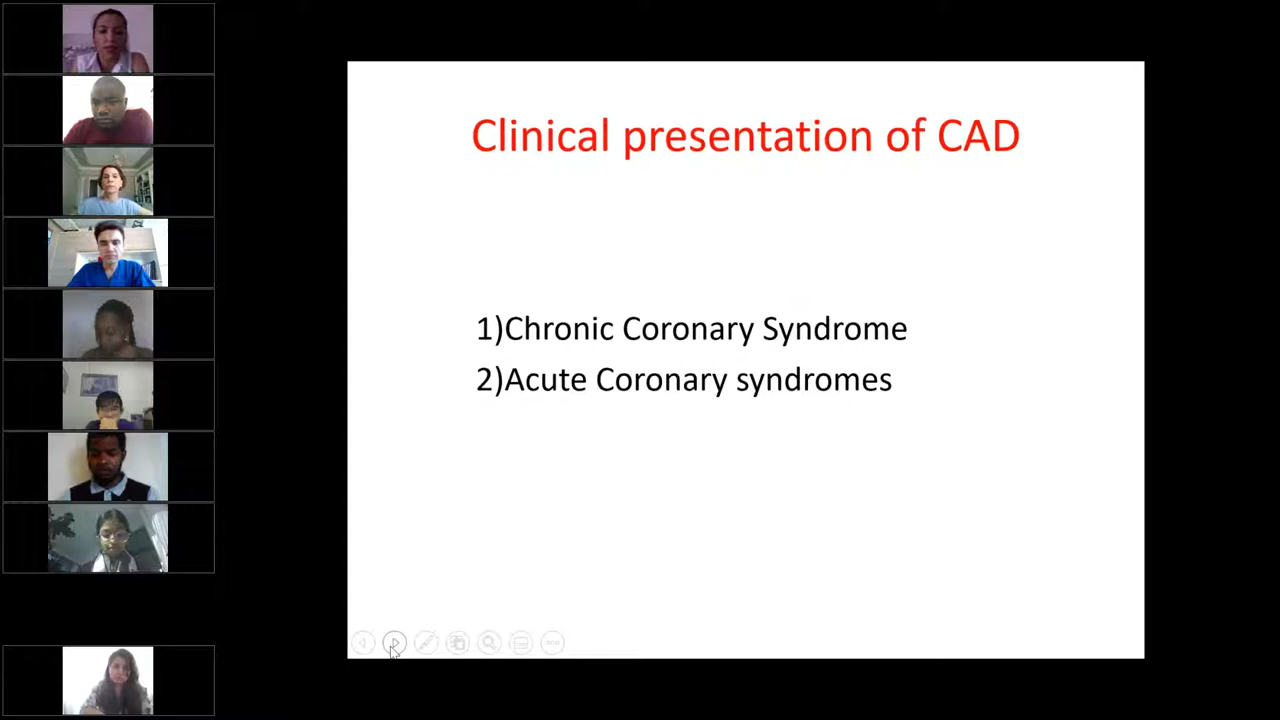 Clinical presentation of CAD
1)Chronic Coronary Syndrome
2)Acute Coronary syndromes